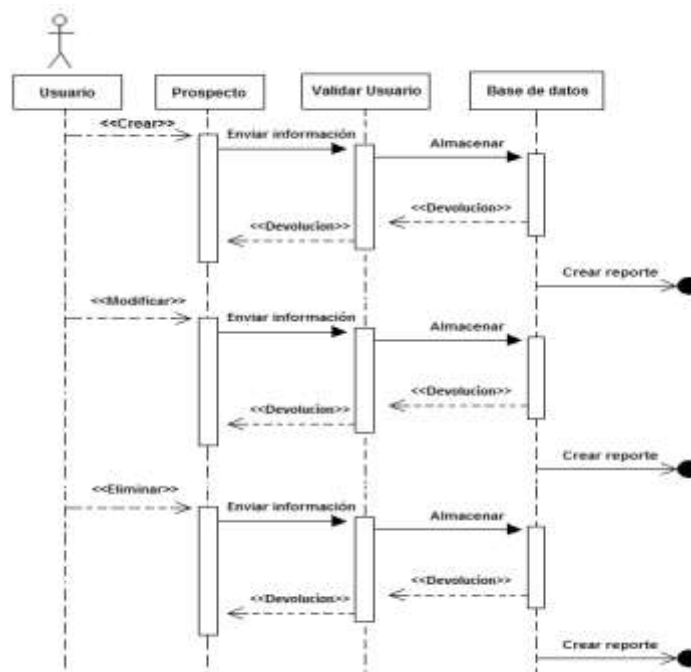 Usuario
Prospecto
Validar Usuario
Base de datos
<<Crear>>
Enviar información
Almacenar
<<Devolucion>>
<<Devolucion>>
Crear reporte
<<Modificar>>
Enviar información
Almacenar
<<Devolucion>>
<<Devolucion>>
Crear reporte
<<Eliminar>>
Enviar información
Almacenar
<<Devolucion>>
<<Devolucion>>
Crear reporte